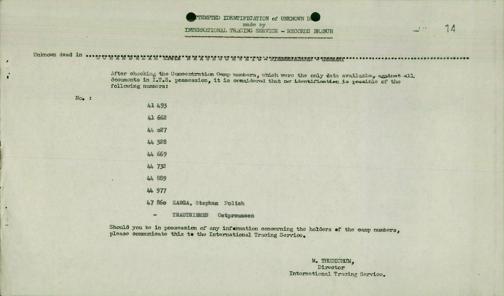 ATTEMPTED IDENTIFICATION of UNKNOWN D
made by
INTERNATIONAL TRACING SERVICE - RECORDS BRANCH
14
Unknown dead in
After checking the Concentration Camp numbers, which were the only data available, against all
documents in I.T.S. possession, it is considered that no identification is possible of the
following numbers:
No. :
41 493
41 662
44 027
44 328
44 669
44 732
44 889
44 977
47 860 Stephan Polish
- Ostpreussen
Should you be in possession of any information concerning the holders of the camp numbers,
please communicate this to the International Tracing Service.
M. THUDICHUM,
Director
International Tracing Service.